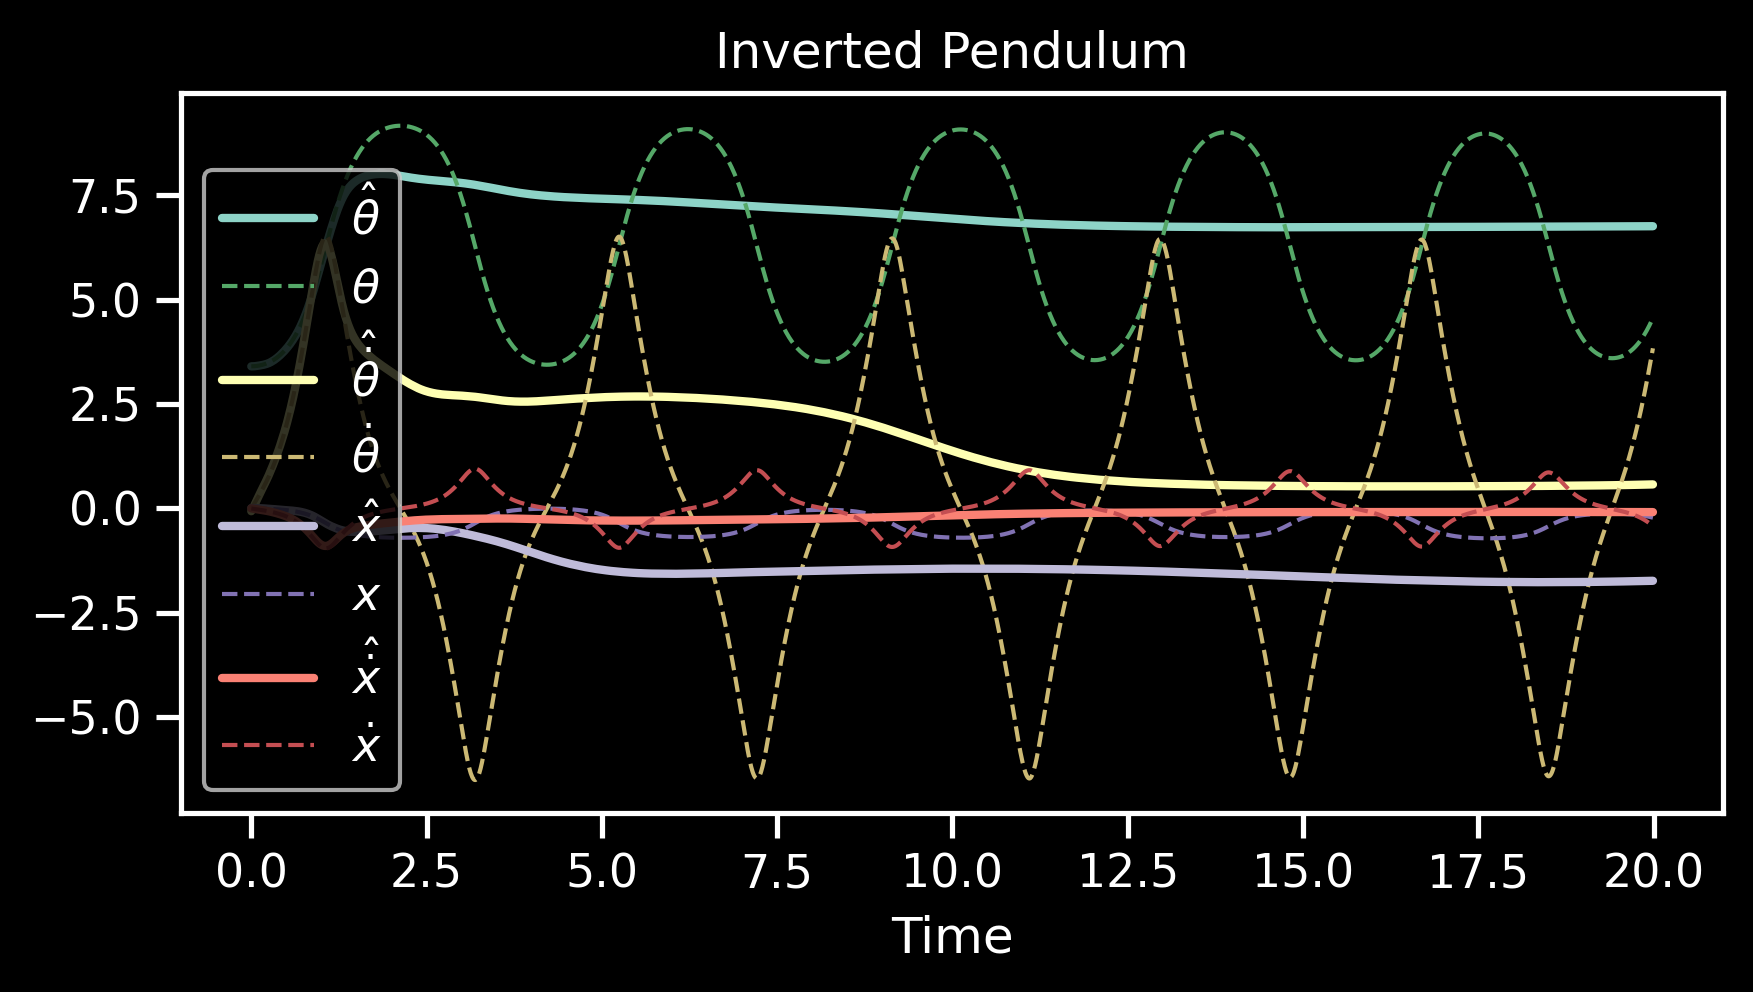 Inverted Pendulum
7.5
5.0
2.5
0.0
−2.5
−5.0
θ̂
θ
θ̇̂
θ̇
x̂
x
ẋ̂
ẋ
0.0 2.5 5.0 7.5 10.0 12.5 15.0 17.5 20.0
Time